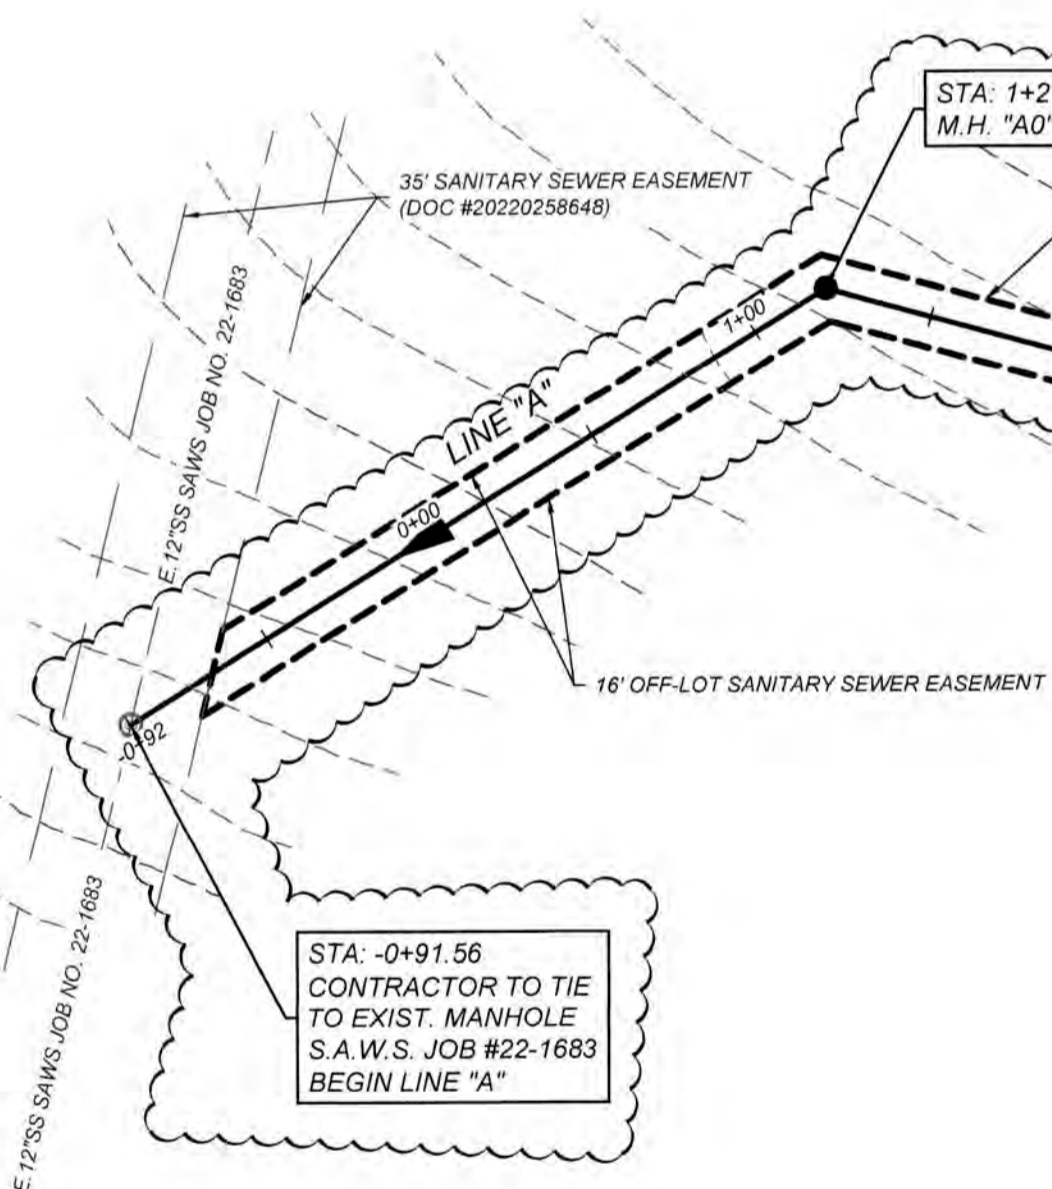 STA: 1+2
M.H. "A0"
35' SANITARY SEWER EASEMENT
(DOC #20220258648)
E.12"SS SAWS JOB NO. 22-1683
1+00
LINE "A"
0+00
16' OFF-LOT SANITARY SEWER EASEMENT
-0+92
STA: -0+91.56
CONTRACTOR TO TIE
TO EXIST. MANHOLE
S.A.W.S. JOB #22-1683
BEGIN LINE "A"
E.12"SS SAWS JOB NO. 22-1683